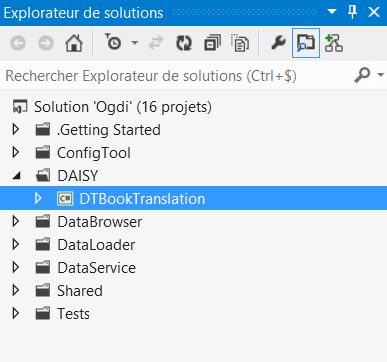 Explorateur de solutions
Rechercher Explorateur de solutions (Ctrl+$)
Solution 'Ogdi' (16 projets)
.Getting Started
ConfigTool
DAISY
C# DTBookTranslation
DataBrowser
DataLoader
DataService
Shared
Tests